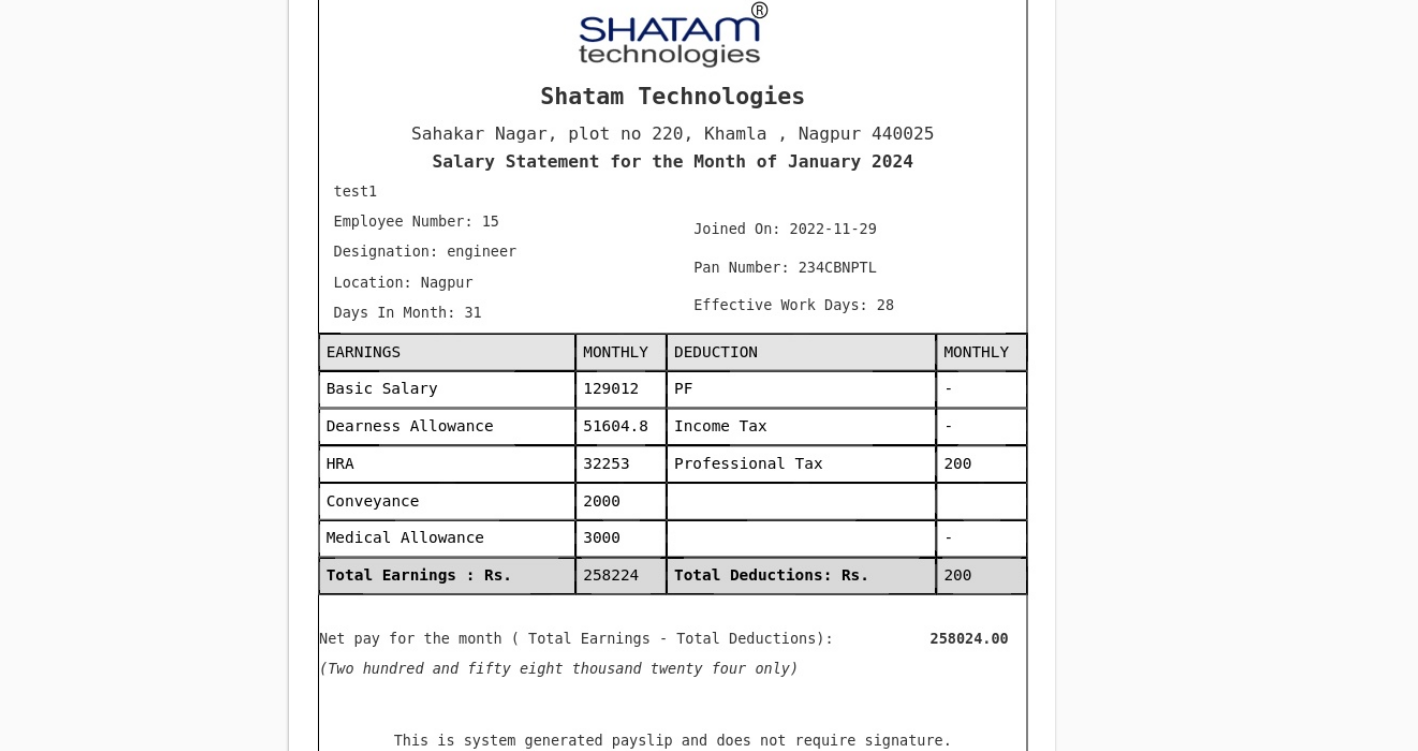 SHATAM®
technologies
Shatam Technologies
Sahakar Nagar, plot no 220, Khamla , Nagpur 440025
Salary Statement for the Month of January 2024
test1
Employee Number: 15
Joined On: 2022-11-29
Designation: engineer
Pan Number: 234CBNPTL
Location: Nagpur
Effective Work Days: 28
Days In Month: 31
EARNINGS MONTHLY DEDUCTION MONTHLY
Basic Salary 129012 PF -
Dearness Allowance 51604.8 Income Tax -
HRA 32253 Professional Tax 200
Conveyance 2000
Medical Allowance 3000 -
Total Earnings : Rs. 258224 Total Deductions: Rs. 200
Net pay for the month ( Total Earnings - Total Deductions): 258024.00
(Two hundred and fifty eight thousand twenty four only)
This is system generated payslip and does not require signature.